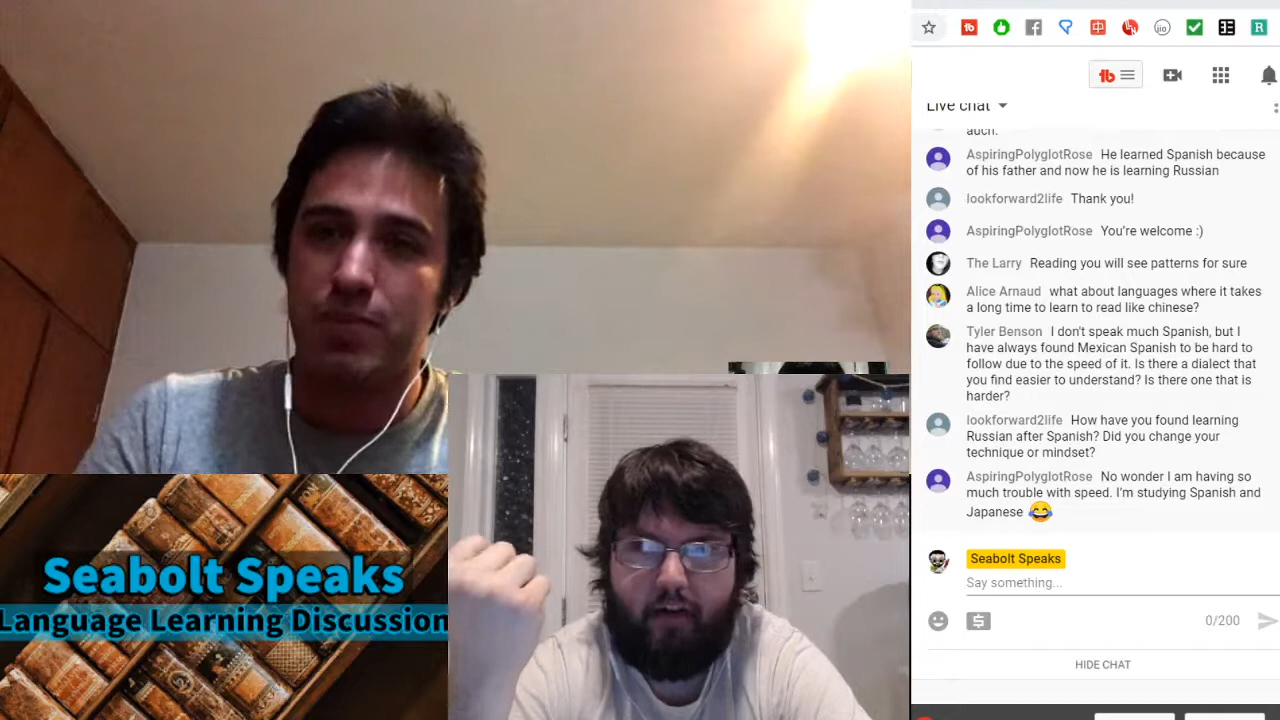 Live chat
auch.
AspiringPolyglotRose He learned Spanish because
of his father and now he is learning Russian
lookforward2life Thank you!
AspiringPolyglotRose You're welcome :)
The Larry Reading you will see patterns for sure
Alice Arnaud what about languages where it takes
a long time to learn to read like chinese?
Tyler Benson I don't speak much Spanish, but I
have always found Mexican Spanish to be hard to
follow due to the speed of it. Is there a dialect that
you find easier to understand? Is there one that is
harder?
lookforward2life How have you found learning
Russian after Spanish? Did you change your
technique or mindset?
AspiringPolyglotRose No wonder I am having so
much trouble with speed. I'm studying Spanish and
Japanese 😂
Seabolt Speaks
Say something...
0/200
HIDE CHAT
Seabolt Speaks
Language Learning Discussion